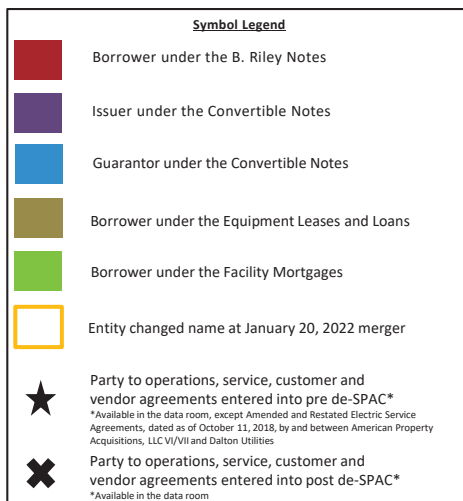 Symbol Legend
Borrower under the B. Riley Notes
Issuer under the Convertible Notes
Guarantor under the Convertible Notes
Borrower under the Equipment Leases and Loans
Borrower under the Facility Mortgages
Entity changed name at January 20, 2022 merger
Party to operations, service, customer and
vendor agreements entered into pre de-SPAC*
*Available in the data room, except Amended and Restated Electric Service
Agreements, dated as of October 11, 2018, by and between American Property
Acquisitions, LLC VI/VII and Dalton Utilities
Party to operations, service, customer and
vendor agreements entered into post de-SPAC*
*Available in the data room